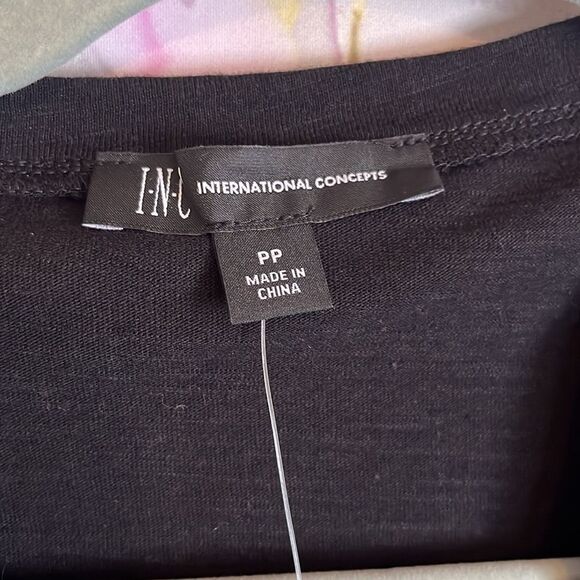 I·N·C INTERNATIONAL CONCEPTS
PP
MADE IN
CHINA